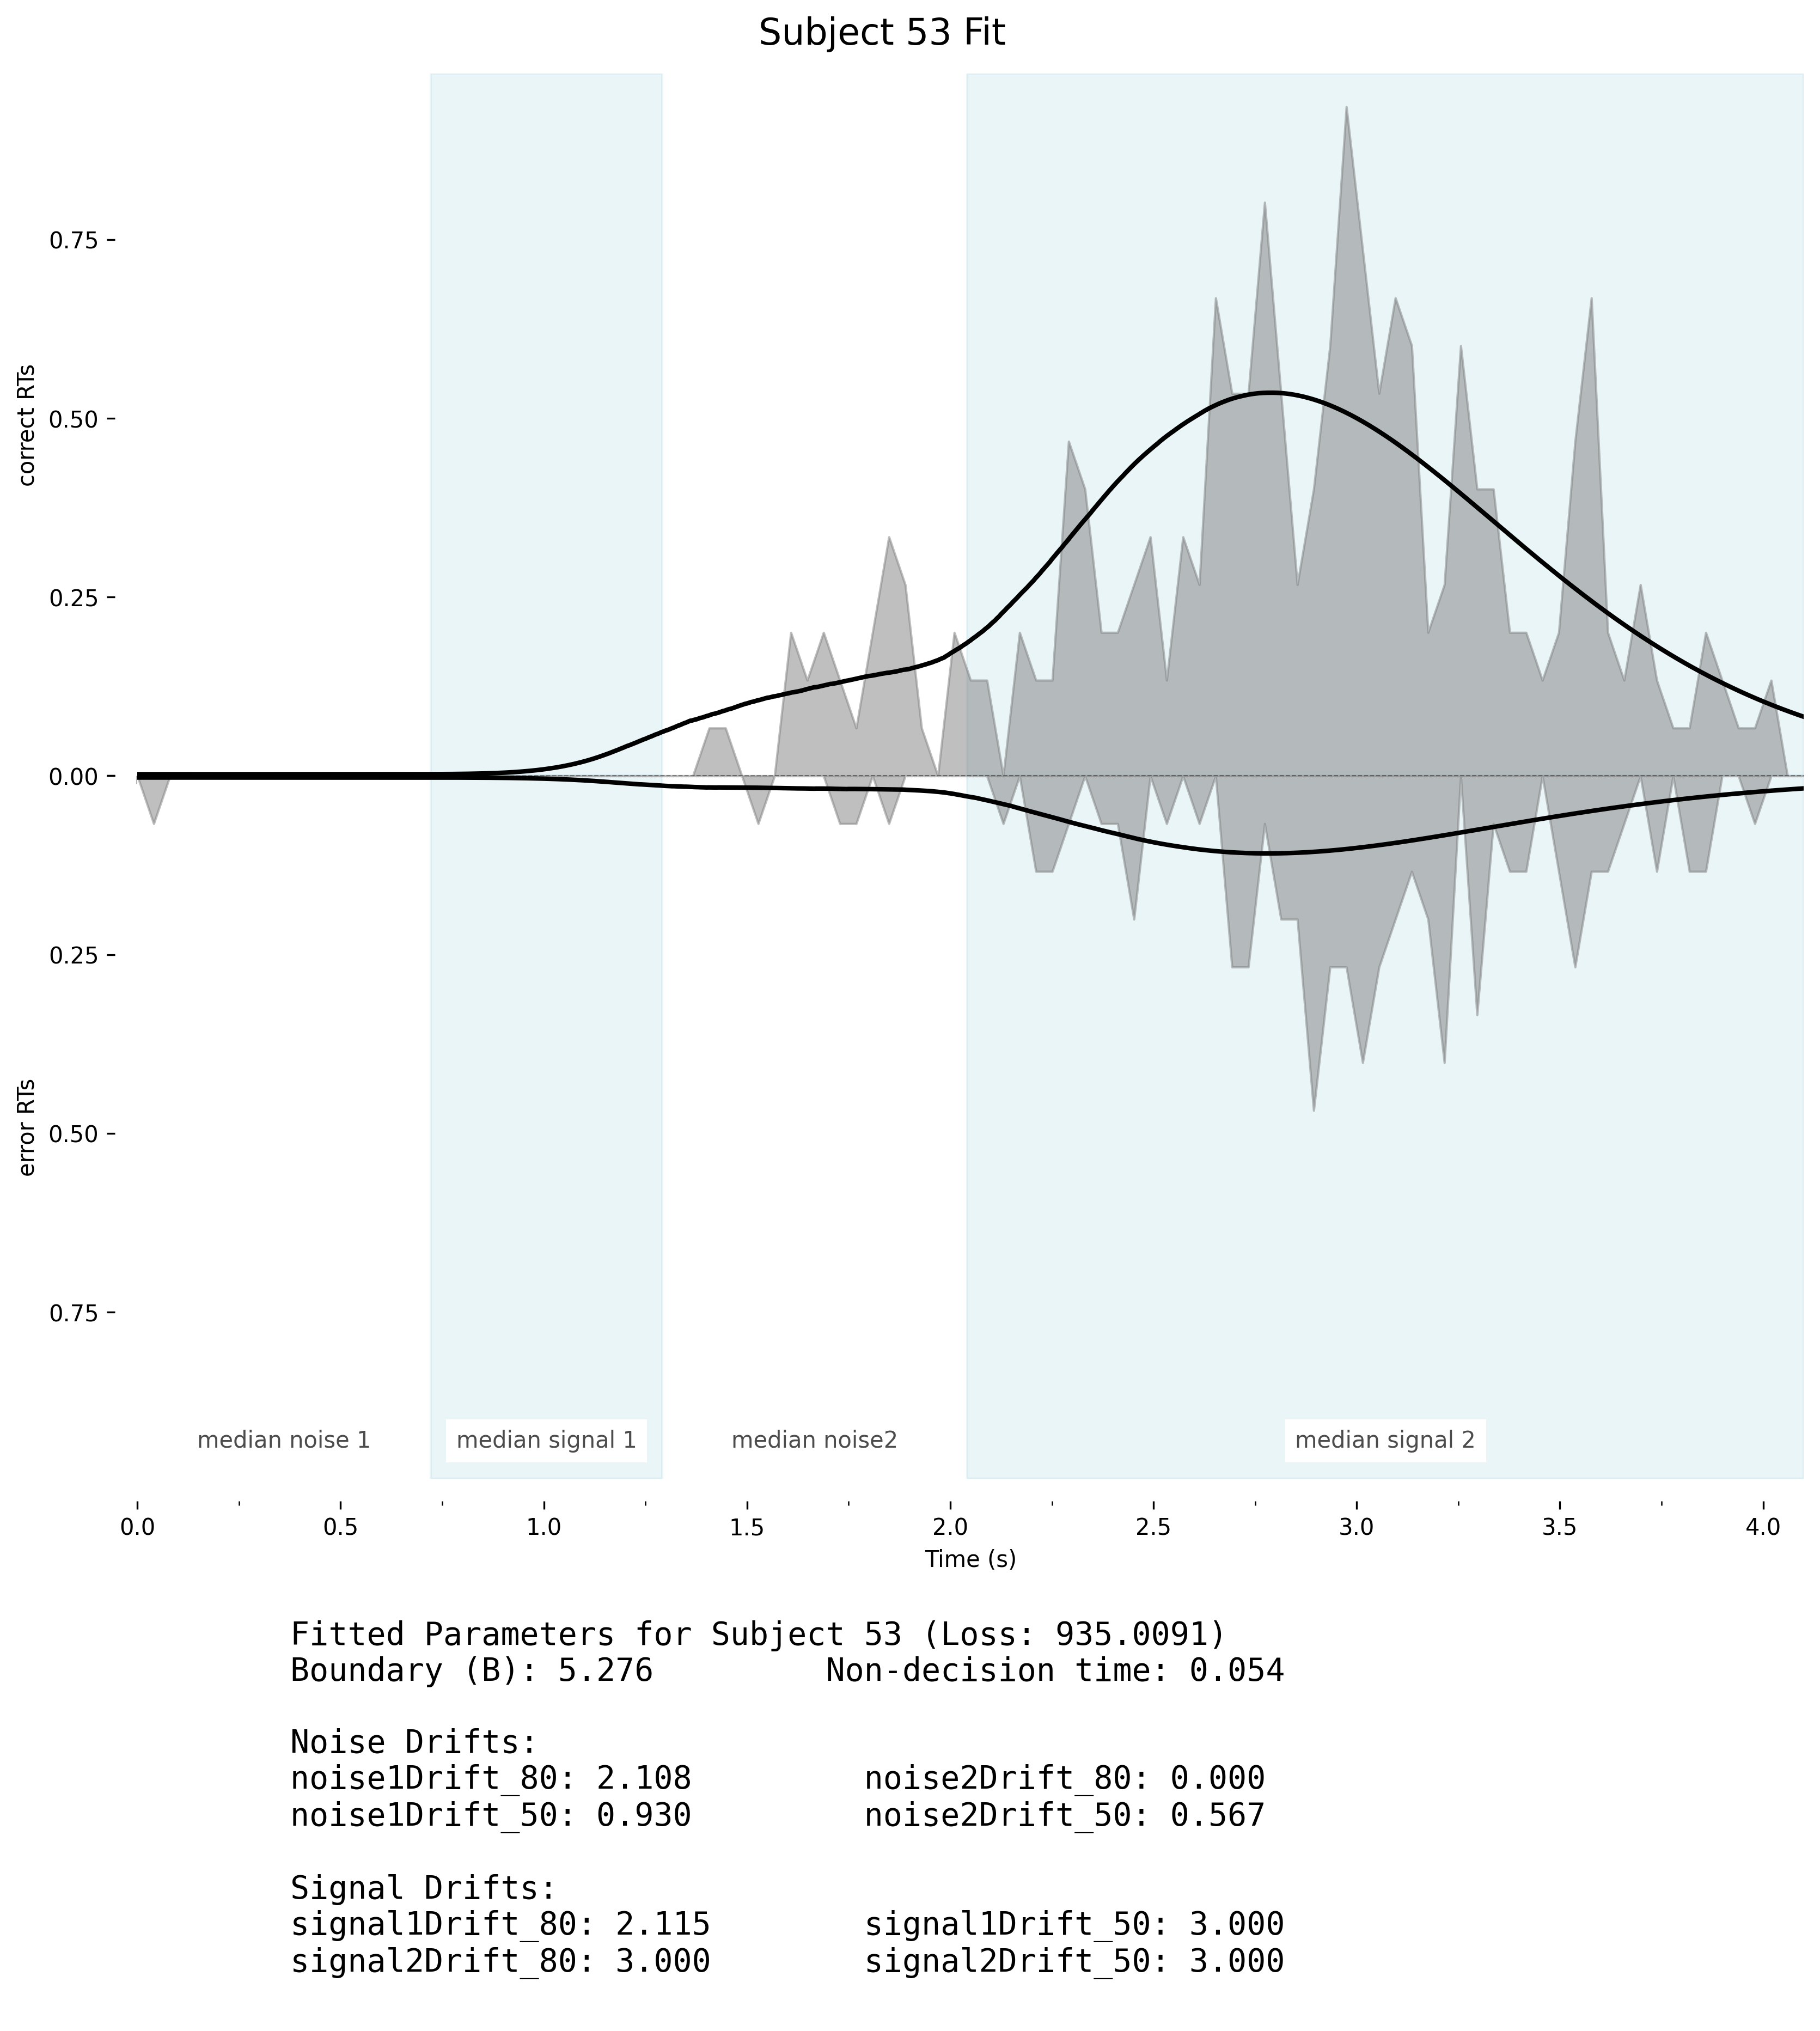 Subject 53 Fit
correct RTs
error RTs
0.75
0.50
0.25
0.00
0.25
0.50
0.75
median noise 1
median signal 1
median noise2
median signal 2
0.0 0.5 1.0 1.5 2.0 2.5 3.0 3.5 4.0
Time (s)
Fitted Parameters for Subject 53 (Loss: 935.0091)
Boundary (B): 5.276 Non-decision time: 0.054
Noise Drifts:
noise1Drift_80: 2.108 noise2Drift_80: 0.000
noise1Drift_50: 0.930 noise2Drift_50: 0.567
Signal Drifts:
signal1Drift_80: 2.115 signal1Drift_50: 3.000
signal2Drift_80: 3.000 signal2Drift_50: 3.000